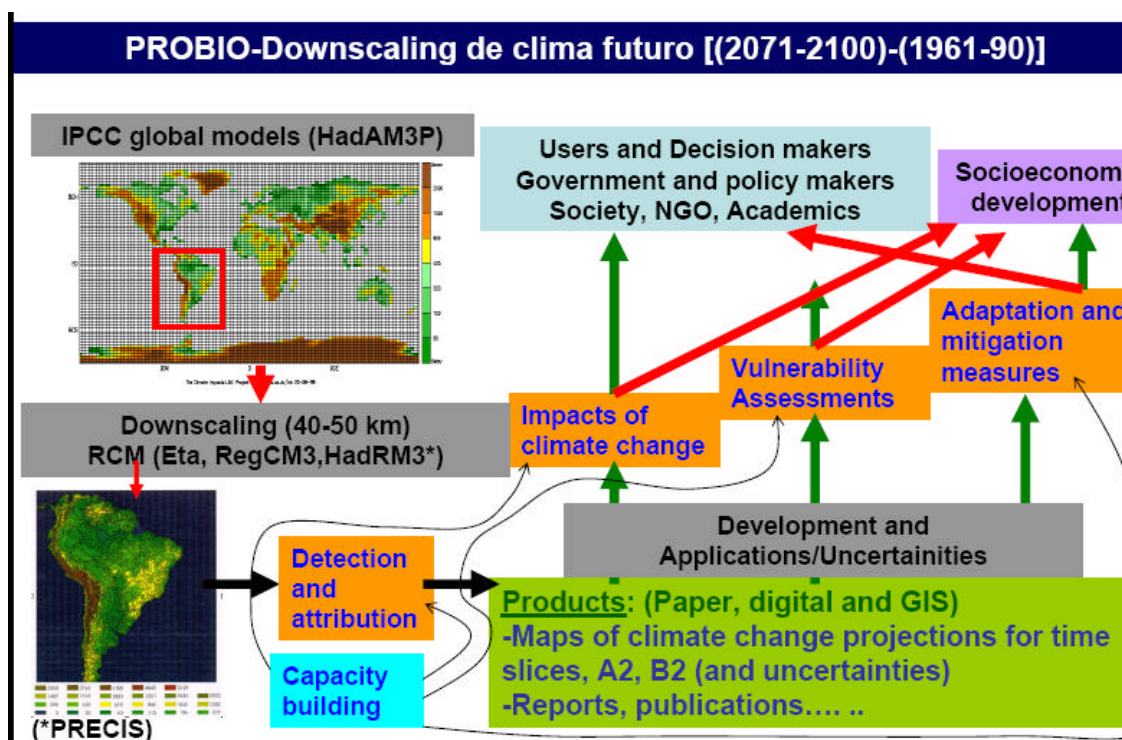 PROBIO-Downscaling de clima futuro [(2071-2100)-(1961-90)]
IPCC global models (HadAM3P)
Users and Decision makers
Government and policy makers
Society, NGO, Academics
Socioeconom
development
Downscaling (40-50 km)
RCM (Eta, RegCM3,HadRM3*)
Impacts of
climate change
Vulnerability
Assessments
Adaptation and
mitigation
measures
Detection
and
attribution
Capacity
building
Development and
Applications/Uncertainities
Products: (Paper, digital and GIS)
-Maps of climate change projections for time
slices, A2, B2 (and uncertainties)
-Reports, publications…. ..
(*PRECIS)